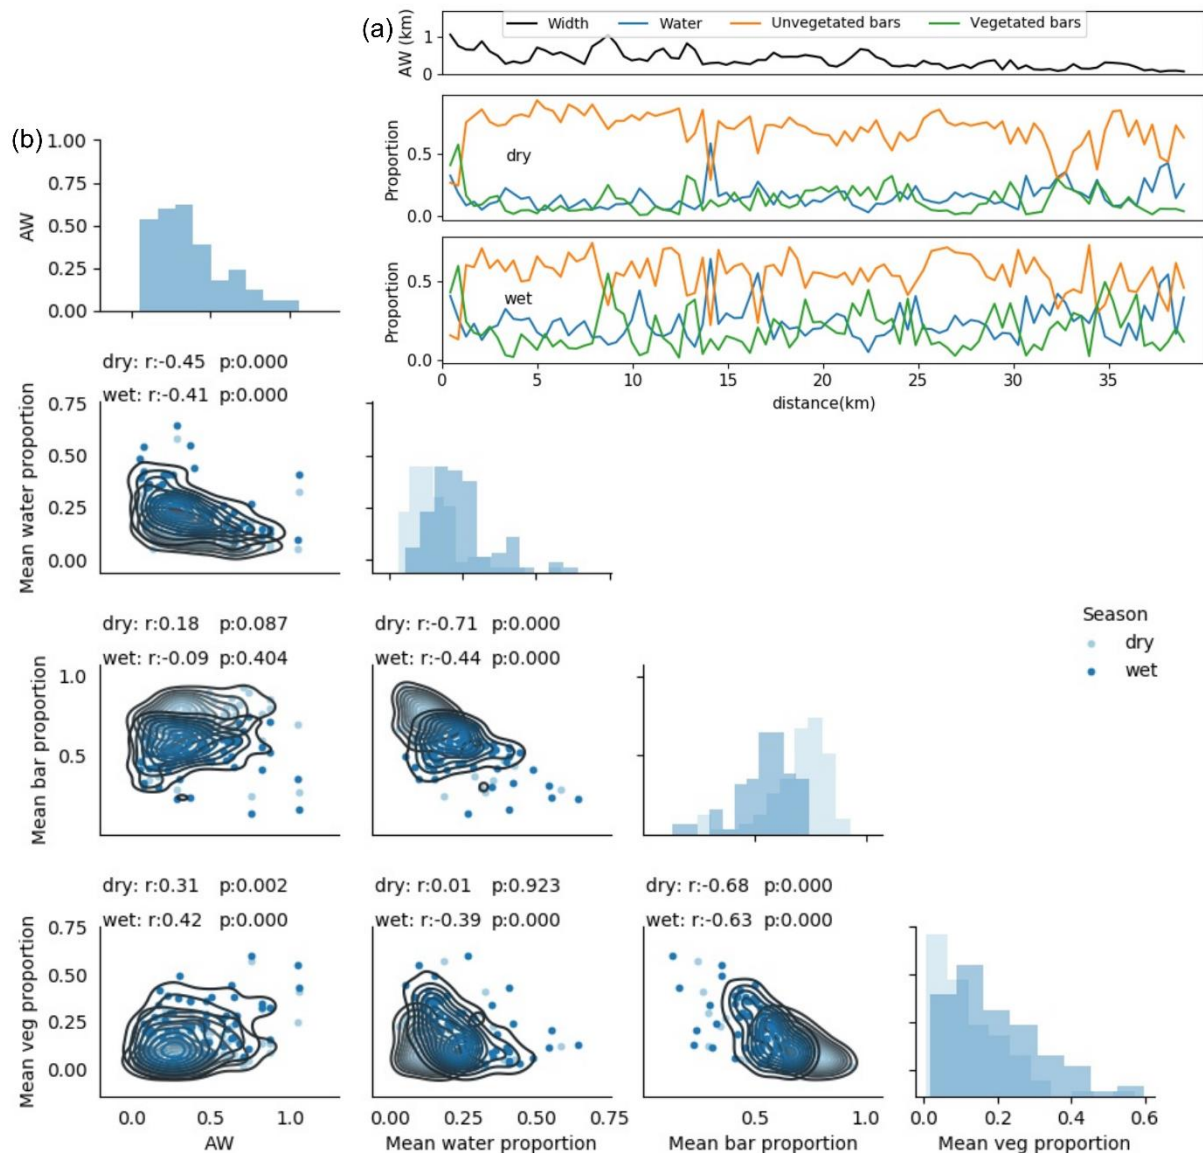 (a)
Width Water Unvegetated bars Vegetated bars
AW (km)
1
0
Proportion
0.5
0.0
dry
Proportion
0.5
0.0
wet
0 5 10 15 20 25 30 35
distance(km)
(b)
AW
1.00
0.75
0.50
0.25
0.00
dry: r:-0.45 p:0.000
wet: r:-0.41 p:0.000
Mean water proportion
0.75
0.50
0.25
0.00
dry: r:0.18 p:0.087
wet: r:-0.09 p:0.404
dry: r:-0.71 p:0.000
wet: r:-0.44 p:0.000
Season
dry
wet
Mean bar proportion
1.0
0.5
dry: r:0.31 p:0.002
wet: r:0.42 p:0.000
dry: r:0.01 p:0.923
wet: r:-0.39 p:0.000
dry: r:-0.68 p:0.000
wet: r:-0.63 p:0.000
Mean veg proportion
0.75
0.50
0.25
0.00
0.0 0.5 1.0
AW
0.00 0.25 0.50 0.75
Mean water proportion
0.5 1.0
Mean bar proportion
0.0 0.2 0.4 0.6
Mean veg proportion